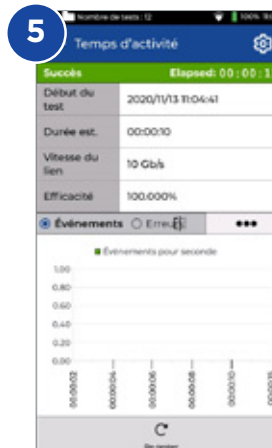 5
Nombre de tests : 12
100%
Temps d'activité
Succès Elapsed: 00:00:1
Début du test 2020/11/13 11:04:41
Durée est. 00:00:10
Vitesse du lien 10 Gb/s
Efficacité 100.000%
Événements Erreu
Événements pour seconde
1.00
0.80
0.60
0.40
0.20
0.00
00:00:02 00:00:04 00:00:06 00:00:08 00:00:10